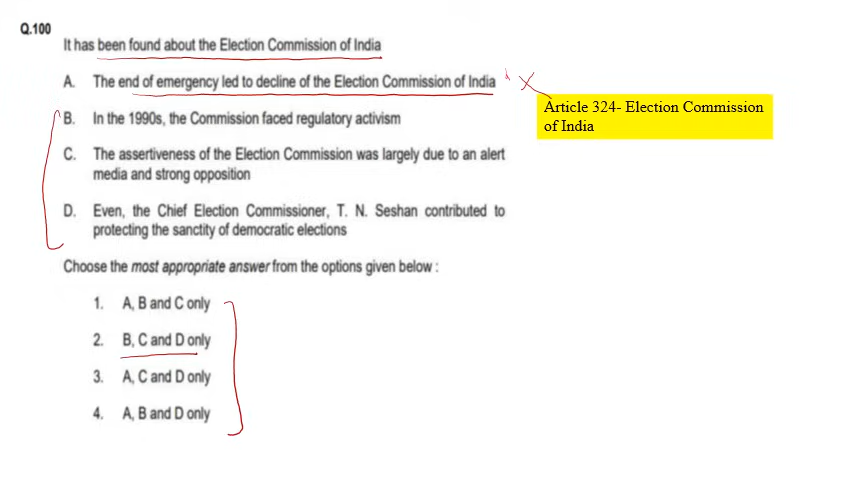 Q.100
It has been found about the Election Commission of India
A. The end of emergency led to decline of the Election Commission of India
Article 324- Election Commission
of India
B. In the 1990s, the Commission faced regulatory activism
C. The assertiveness of the Election Commission was largely due to an alert
media and strong opposition
D. Even, the Chief Election Commissioner, T. N. Seshan contributed to
protecting the sanctity of democratic elections
Choose the most appropriate answer from the options given below :
1. A, B and C only
2. B, C and D only
3. A, C and D only
4. A, B and D only